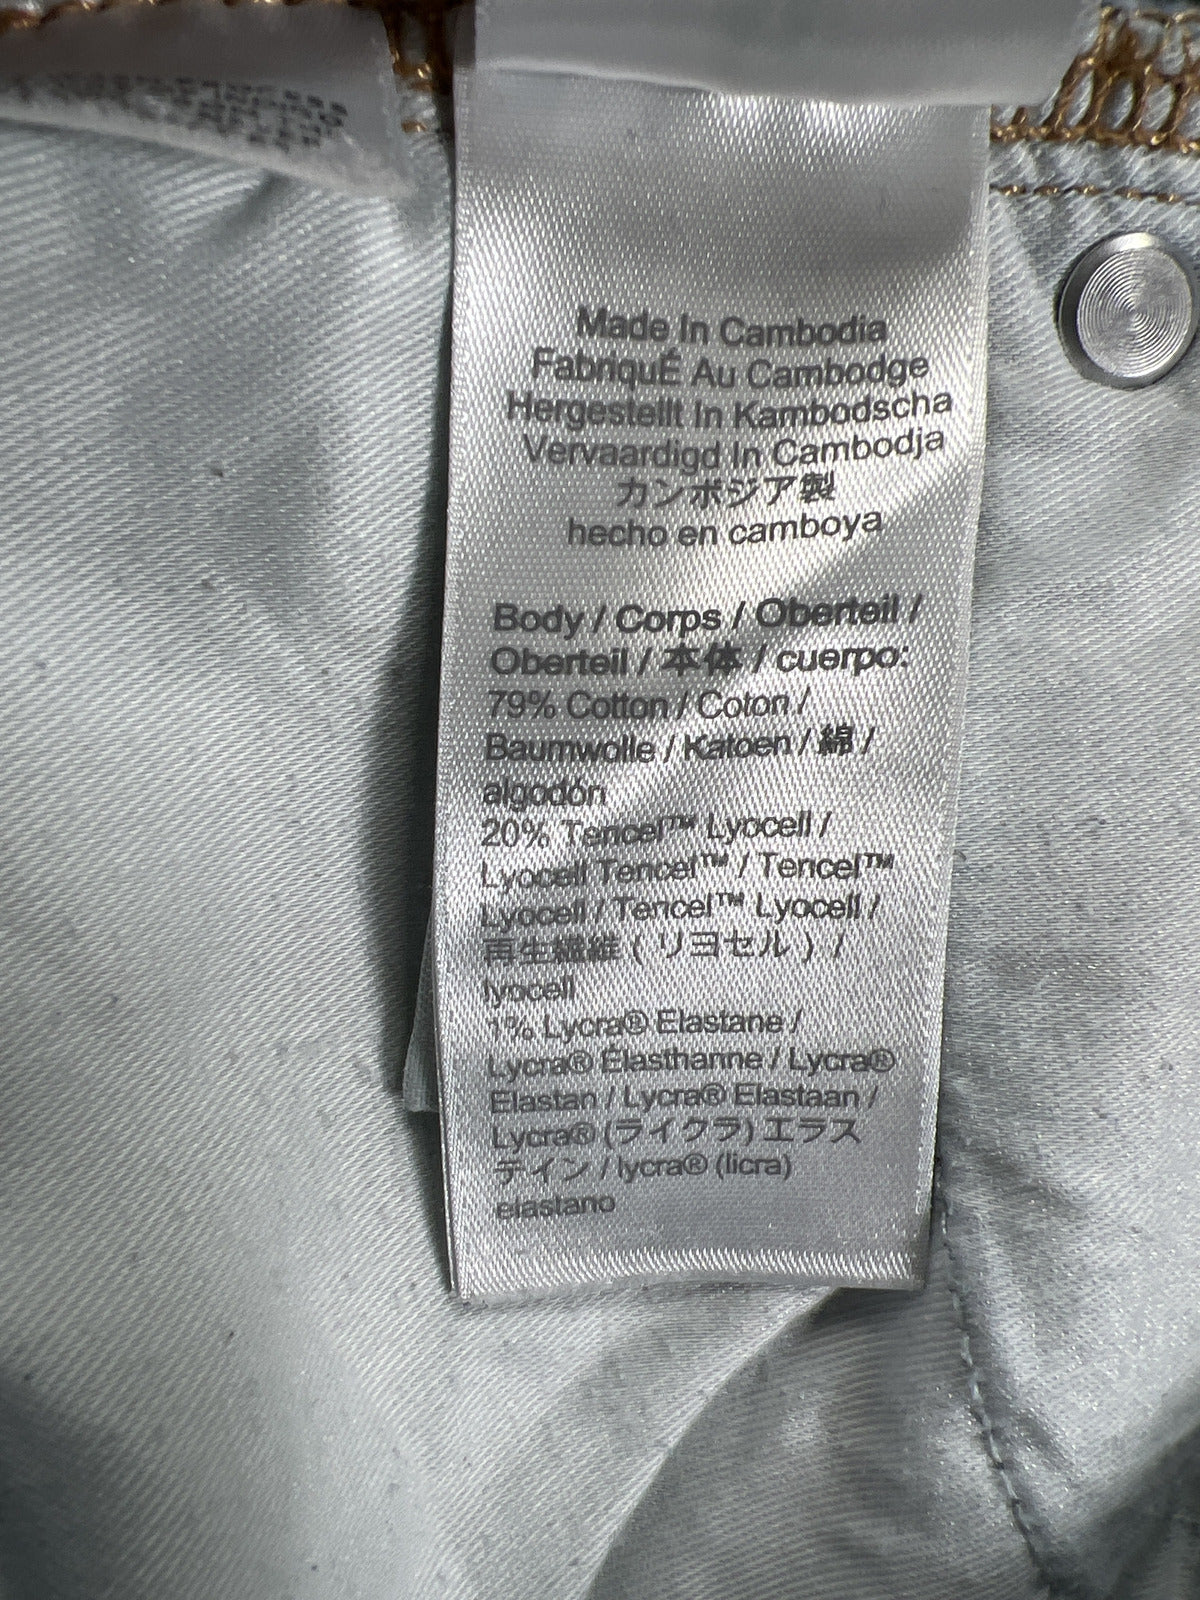 Made In Cambodia
FabriquÉ Au Cambodge
Hergestellt In Kambodscha
Vervaardigd In Cambodja
カンボジア製
hecho en camboya
Body / Corps / Oberteil /
Oberteil / 本体 / cuerpo:
79% Cotton / Coton /
Baumwolle / Katoen / 綿 /
algodón
20% Tencel™ Lyocell /
Lyocell Tencel™ / Tencel™
Lyocell / Tencel™ Lyocell /
再生繊維 ( リヨセル ) /
lyocell
1% Lycra® Elastane /
Lycra® Élasthanne / Lycra®
Elastan / Lycra® Elastaan /
Lycra® (ライクラ) エラス
テイン / lycra® (licra)
elastano